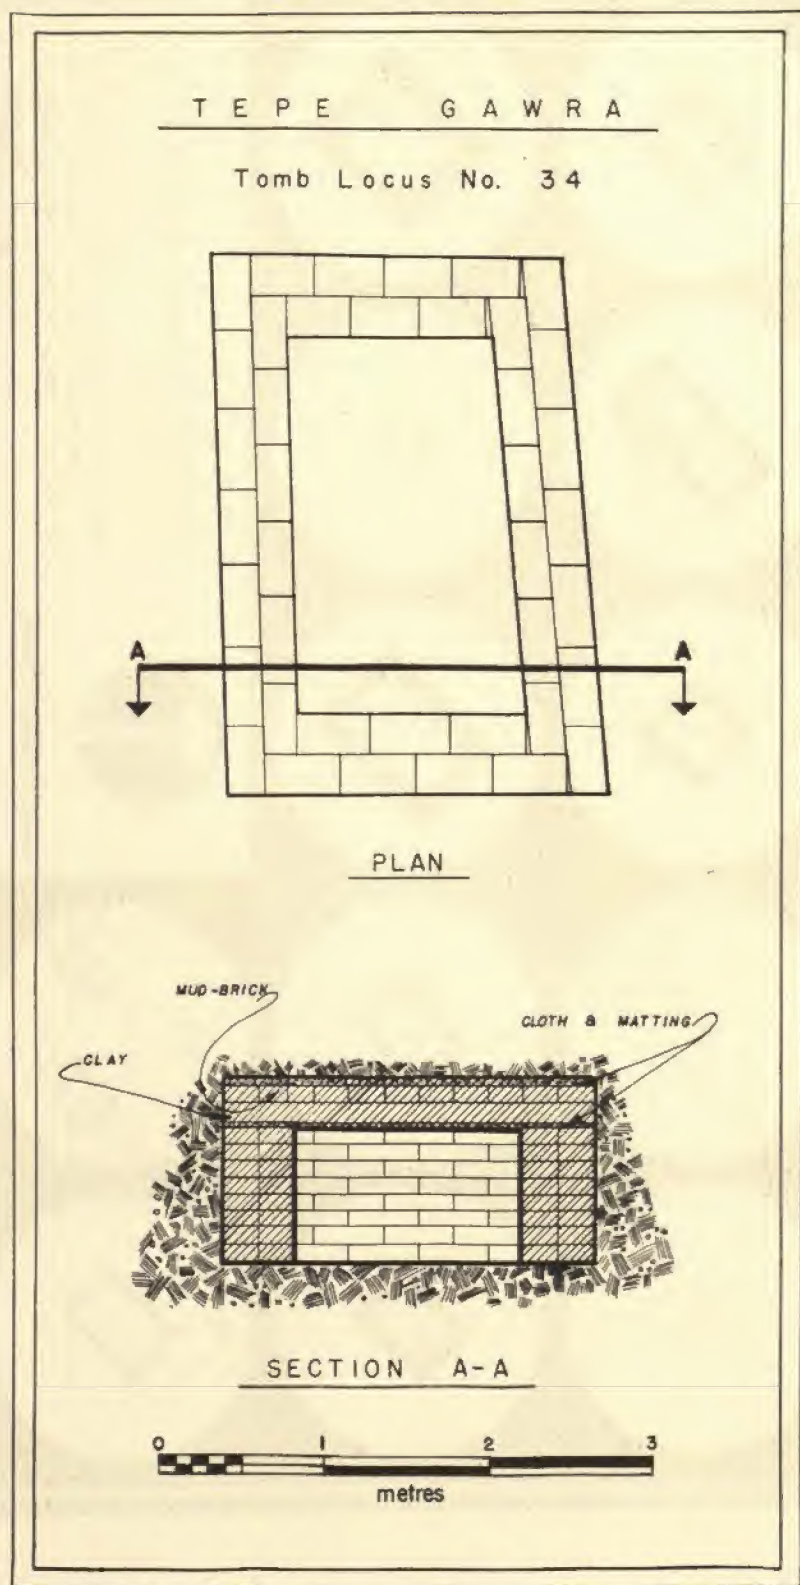 TEPE GAWRA
Tomb Locus No. 34
A A
PLAN
MUD-BRICK
CLOTH & MATTING
CLAY
SECTION A-A
0 1 2 3
metres